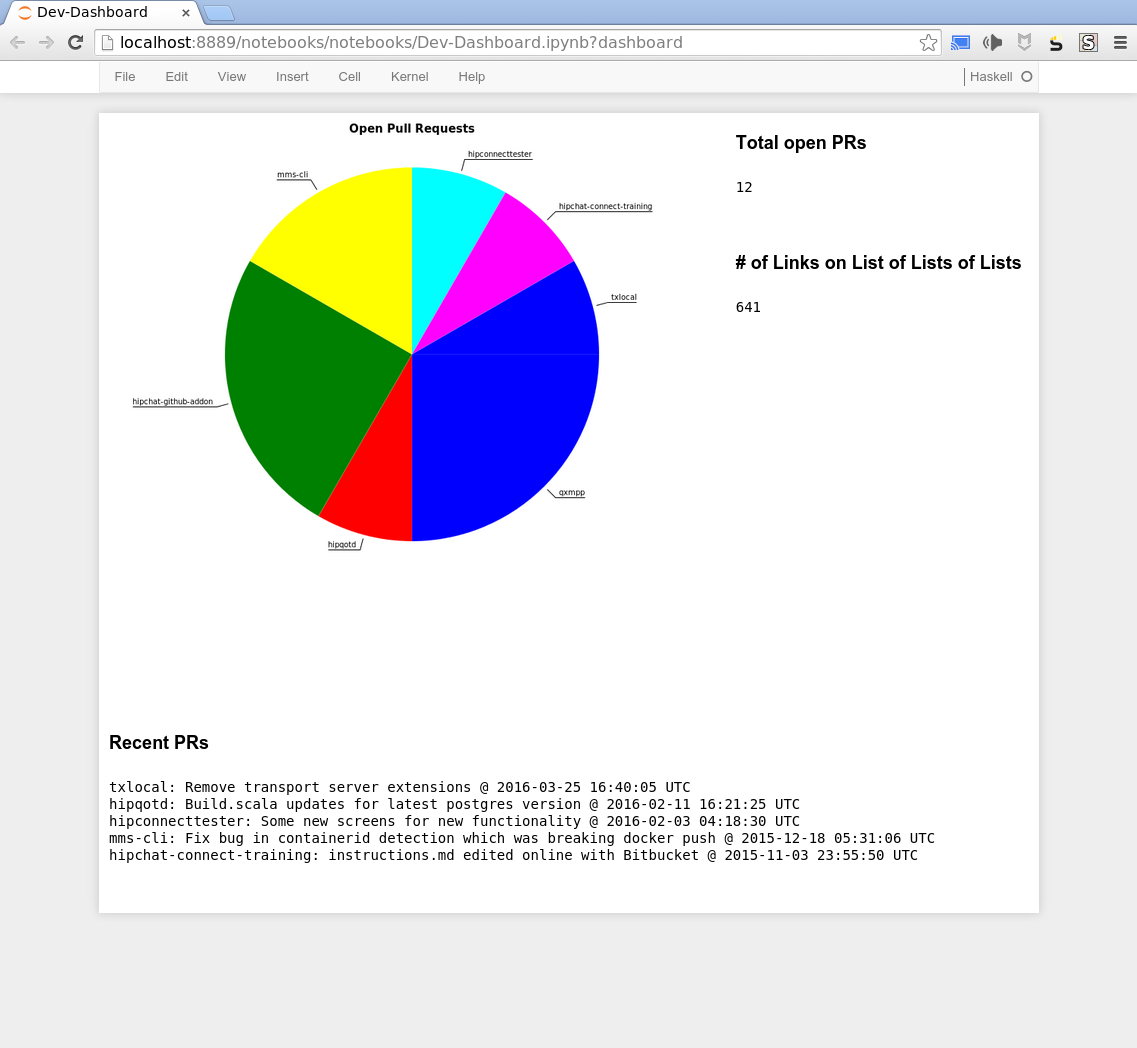 Dev-Dashboard
localhost:8889/notebooks/notebooks/Dev-Dashboard.ipynb?dashboard
File Edit View Insert Cell Kernel Help Haskell
Open Pull Requests
hipconnecttester
mms-cli
hipchat-connect-training
txlocal
hipchat-github-addon
qxmpp
hipqotd
Total open PRs
12
# of Links on List of Lists of Lists
641
Recent PRs
txlocal: Remove transport server extensions @ 2016-03-25 16:40:05 UTC
hipqotd: Build.scala updates for latest postgres version @ 2016-02-11 16:21:25 UTC
hipconnecttester: Some new screens for new functionality @ 2016-02-03 04:18:30 UTC
mms-cli: Fix bug in containerid detection which was breaking docker push @ 2015-12-18 05:31:06 UTC
hipchat-connect-training: instructions.md edited online with Bitbucket @ 2015-11-03 23:55:50 UTC